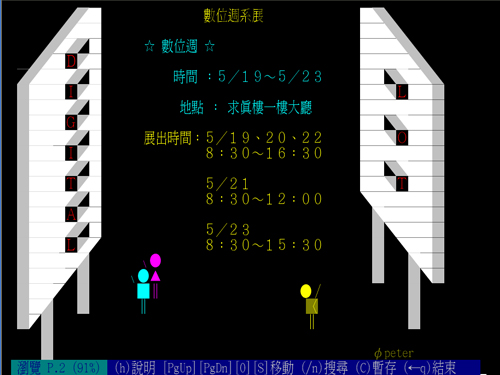 數位週系展
☆ 數位週 ☆
時間：５／１９～５／２３
地點： 求真樓一樓大廳
展出時間：５／１９、２０、２２
８：３０～１６：３０
５／２１
８：３０～１２：００
５／２３
８：３０～１５：３０
DIGITAL
LOI
φpeter
瀏覽 P.2 (91%) (h)說明 [PgUp][PgDn][0][$]移動 (/n)搜尋 (C)暫存 (←q)結束